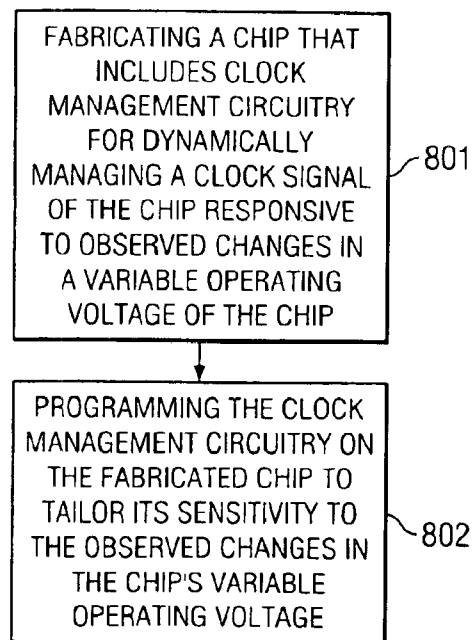 FABRICATING A CHIP THAT
INCLUDES CLOCK
MANAGEMENT CIRCUITRY
FOR DYNAMICALLY
MANAGING A CLOCK SIGNAL
OF THE CHIP RESPONSIVE
TO OBSERVED CHANGES IN
A VARIABLE OPERATING
VOLTAGE OF THE CHIP
801
PROGRAMMING THE CLOCK
MANAGEMENT CIRCUITRY ON
THE FABRICATED CHIP TO
TAILOR ITS SENSITIVITY TO
THE OBSERVED CHANGES IN
THE CHIP'S VARIABLE
OPERATING VOLTAGE
802